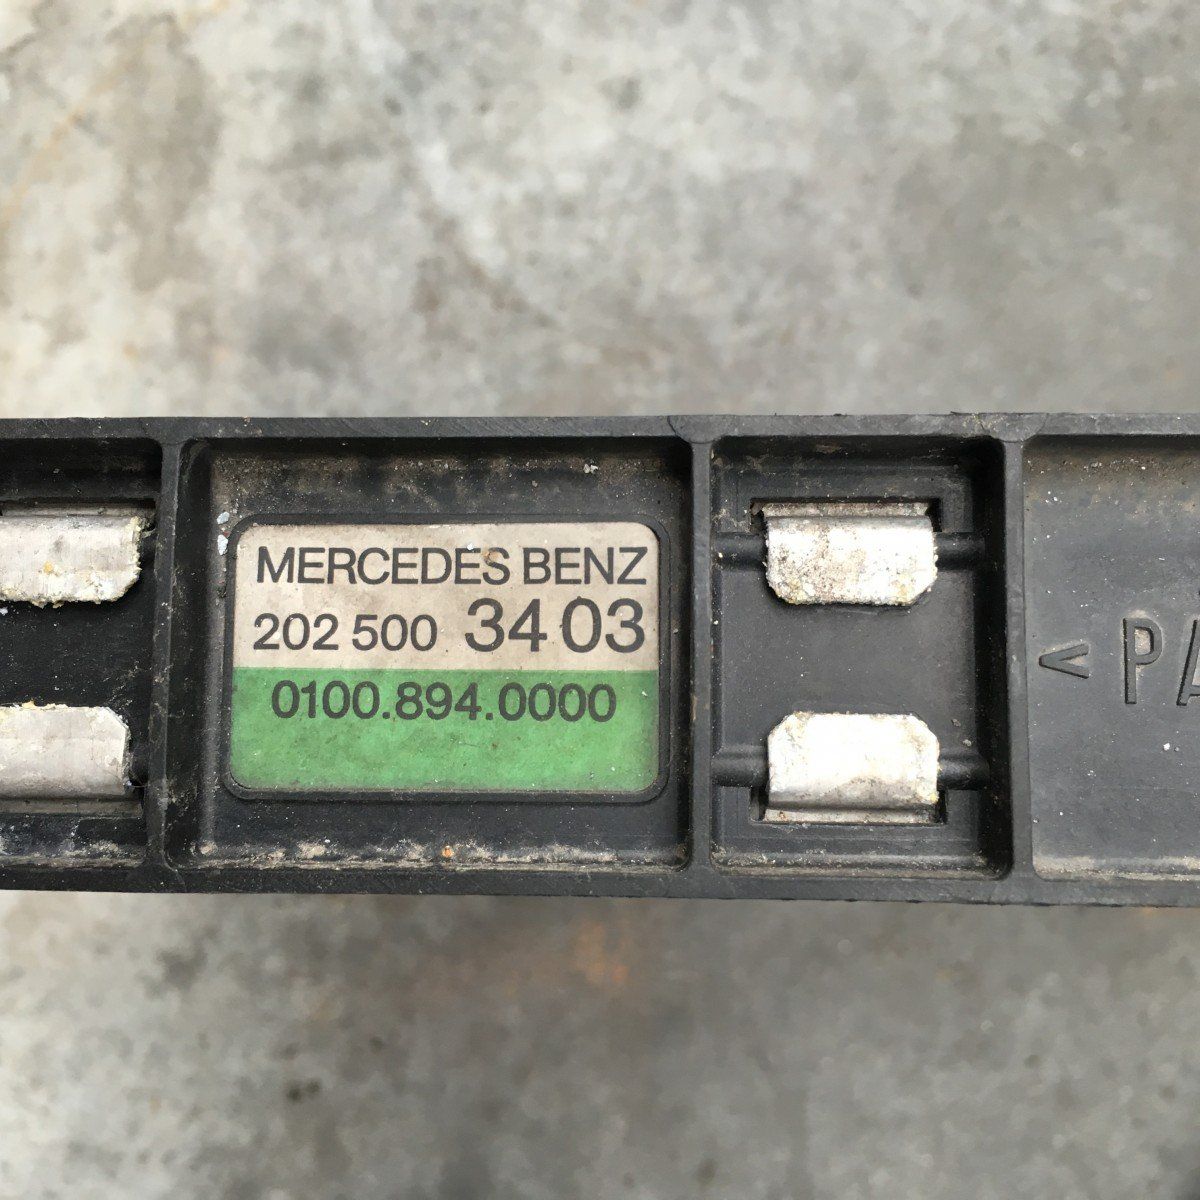 MERCEDES BENZ
202 500 34 03
0100.894.0000